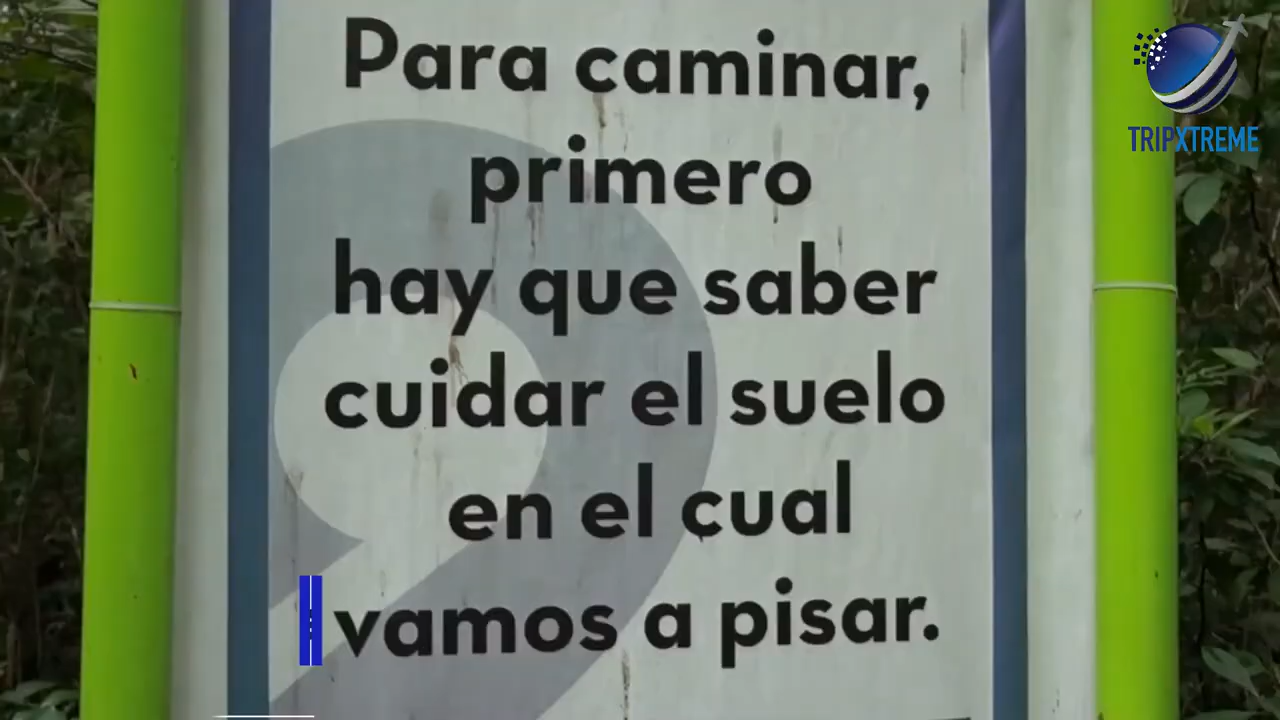 Para caminar,
primero
hay que saber
cuidar el suelo
en el cual
vamos a pisar.
TRIPXTREME